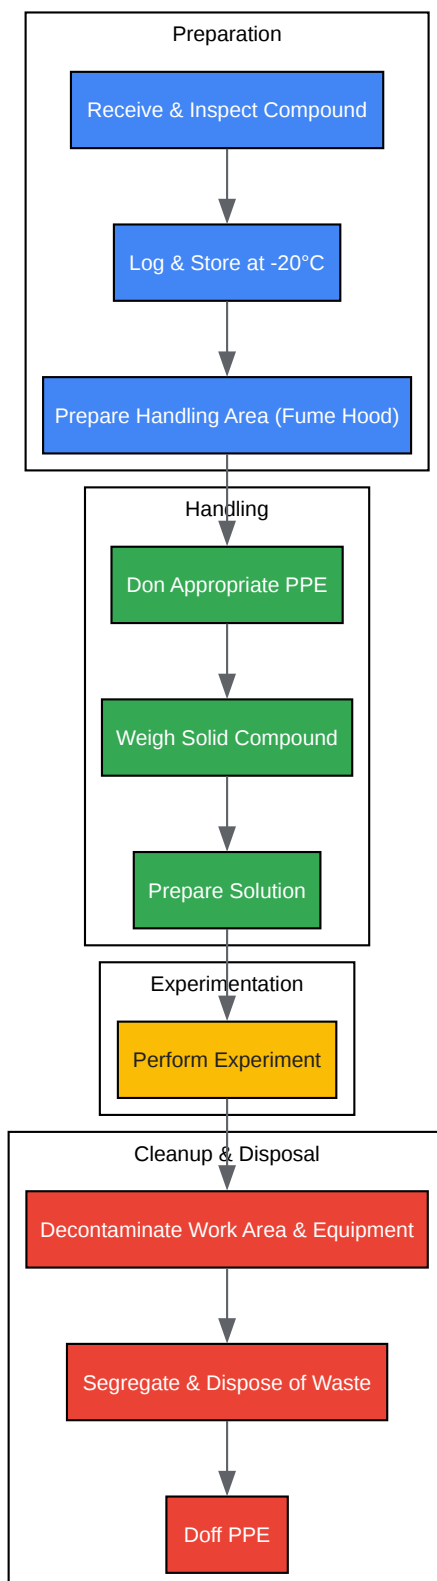 Preparation
Receive & Inspect Compound
Log & Store at -20°C
Prepare Handling Area (Fume Hood)
Handling
Don Appropriate PPE
Weigh Solid Compound
Prepare Solution
Experimentation
Perform Experiment
Cleanup & Disposal
Decontaminate Work Area & Equipment
Segregate & Dispose of Waste
Doff PPE